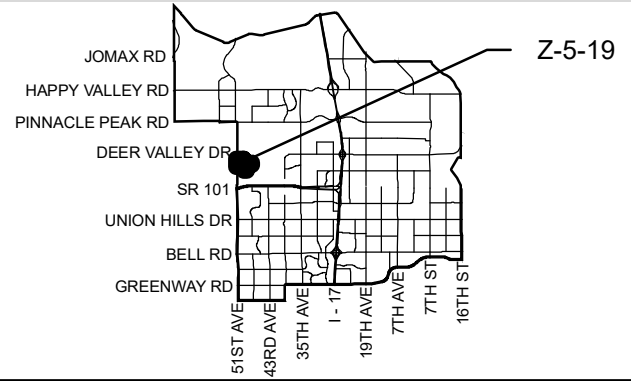 Z-5-19
JOMAX RD
HAPPY VALLEY RD
PINNACLE PEAK RD
DEER VALLEY DR
SR 101
UNION HILLS DR
BELL RD
GREENWAY RD
51ST AVE
43RD AVE
35TH AVE
I - 17
19TH AVE
7TH AVE
7TH ST
16TH ST